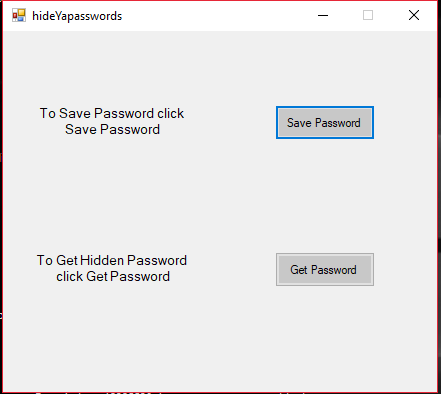 hideYapasswords
To Save Password click
Save Password
Save Password
To Get Hidden Password
click Get Password
Get Password